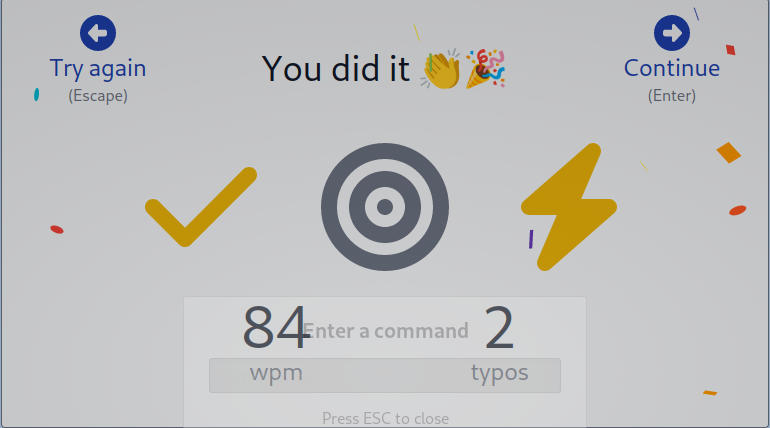 Try again
(Escape)
You did it 👏🎉
Continue
(Enter)
84
wpm
2
typos
Enter a command
Press ESC to close